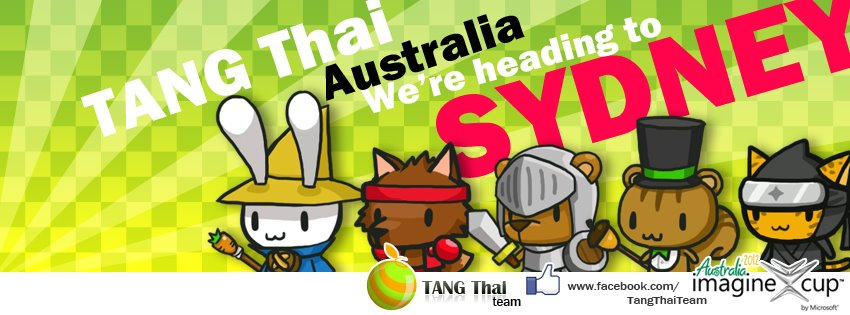 TANG Thai
Australia
We're heading to
SYDNEY
TANG Thai
team
www.facebook.com/
TangThaiTeam
Australia 2012
imagine cup™
by Microsoft®